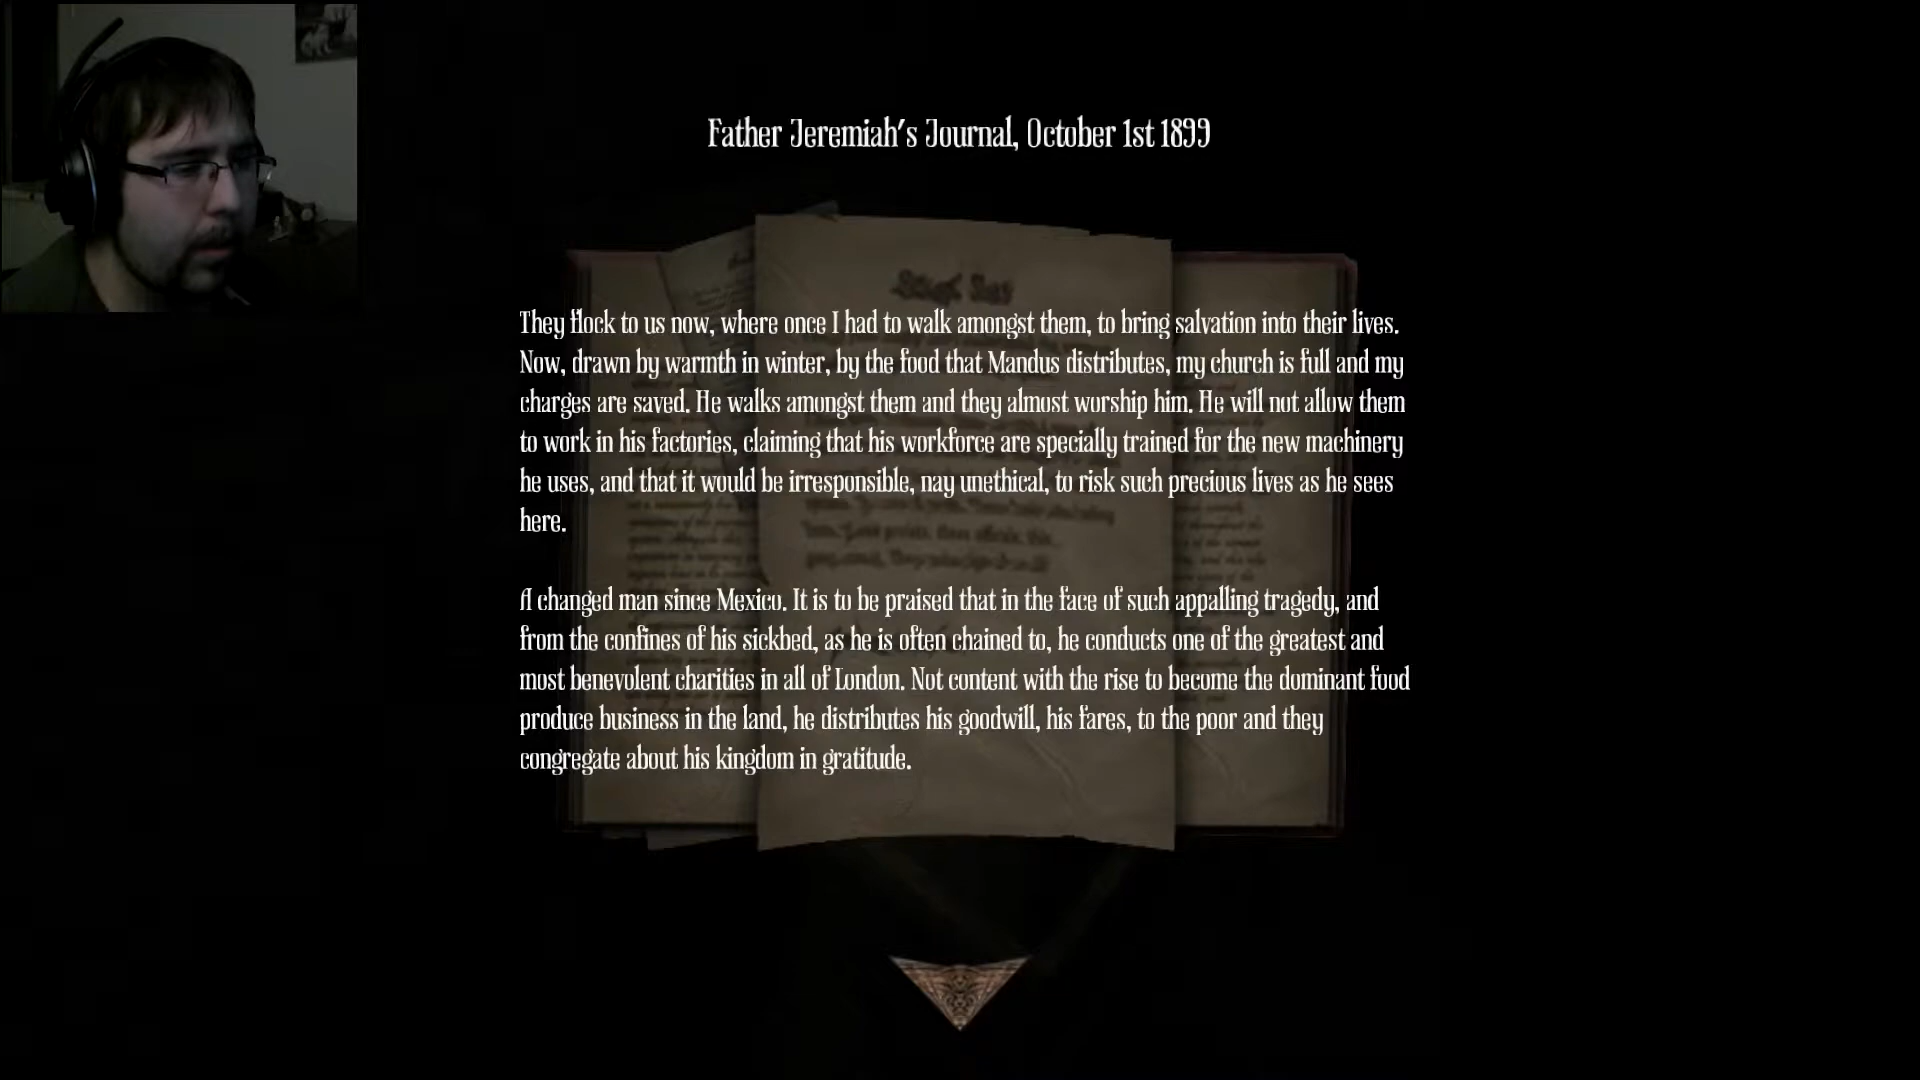 Father Jeremiah's Journal, October 1st 1899
They flock to us now, where once I had to walk amongst them, to bring salvation into their lives.
Now, drawn by warmth in winter, by the food that Mandus distributes, my church is full and my
charges are saved. He walks amongst them and they almost worship him. He will not allow them
to work in his factories, claiming that his workforce are specially trained for the new machinery
he uses, and that it would be irresponsible, nay unethical, to risk such precious lives as he sees
here.
A changed man since Mexico. It is to be praised that in the face of such appalling tragedy, and
from the confines of his sickbed, as he is often chained to, he conducts one of the greatest and
most benevolent charities in all of London. Not content with the rise to become the dominant food
produce business in the land, he distributes his goodwill, his fares, to the poor and they
congregate about his kingdom in gratitude.